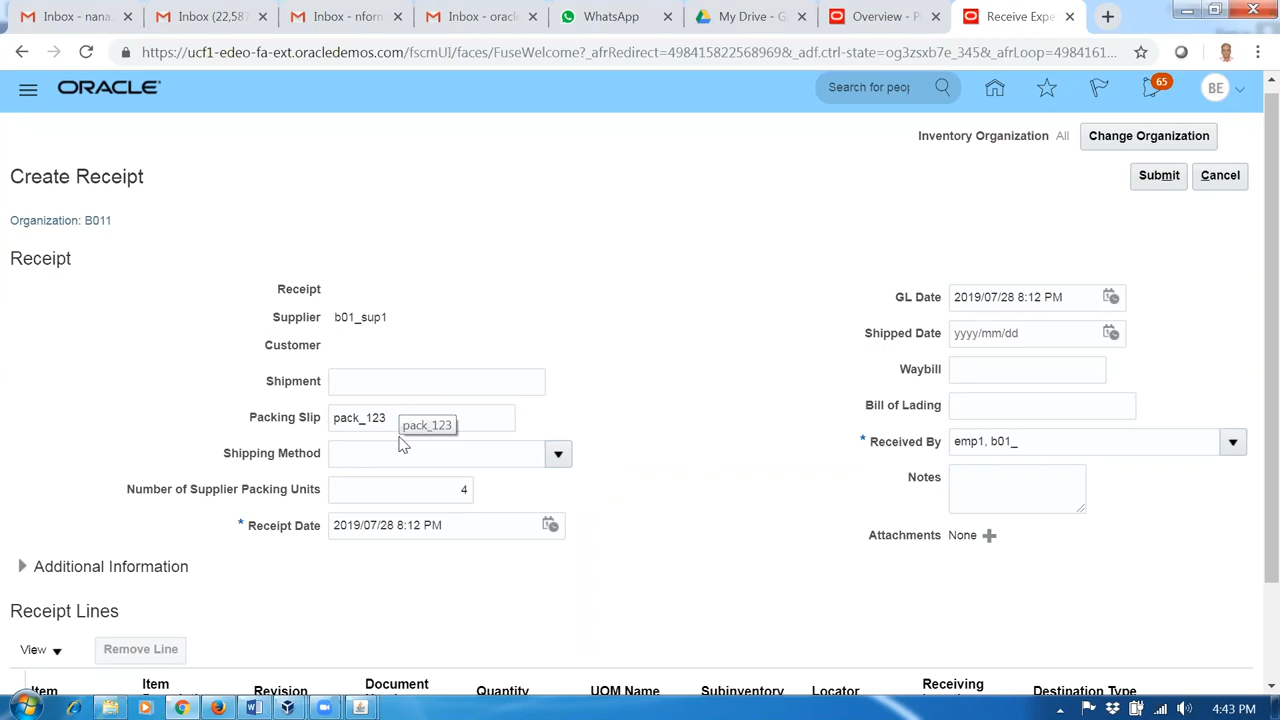 Inbox - nana
Inbox (22,587
Inbox - nforn
Inbox - orac
WhatsApp
My Drive - G
Overview - P
Receive Expe
https://ucf1-edeo-fa-ext.oracledemos.com/fscmUI/faces/FuseWelcome?_afrRedirect=4984158225689​69&_adf.ctrl-state=og3zsxb7e_345&_afrLoop=4984161...
ORACLE
Search for peop
65
BE
Inventory Organization All
Change Organization
Create Receipt
Submit
Cancel
Organization: B011
Receipt
Receipt
Supplier b01_sup1
Customer
Shipment
Packing Slip pack_123
pack_123
Shipping Method
Number of Supplier Packing Units 4
* Receipt Date 2019/07/28 8:12 PM
GL Date 2019/07/28 8:12 PM
Shipped Date yyyy/mm/dd
Waybill
Bill of Lading
* Received By emp1, b01_
Notes
Attachments None
Additional Information
Receipt Lines
View
Remove Line
Item
Item
Revision
Document
Quantity
UOM Name
Subinventory
Locator
Receiving
Destination Type
4:43 PM